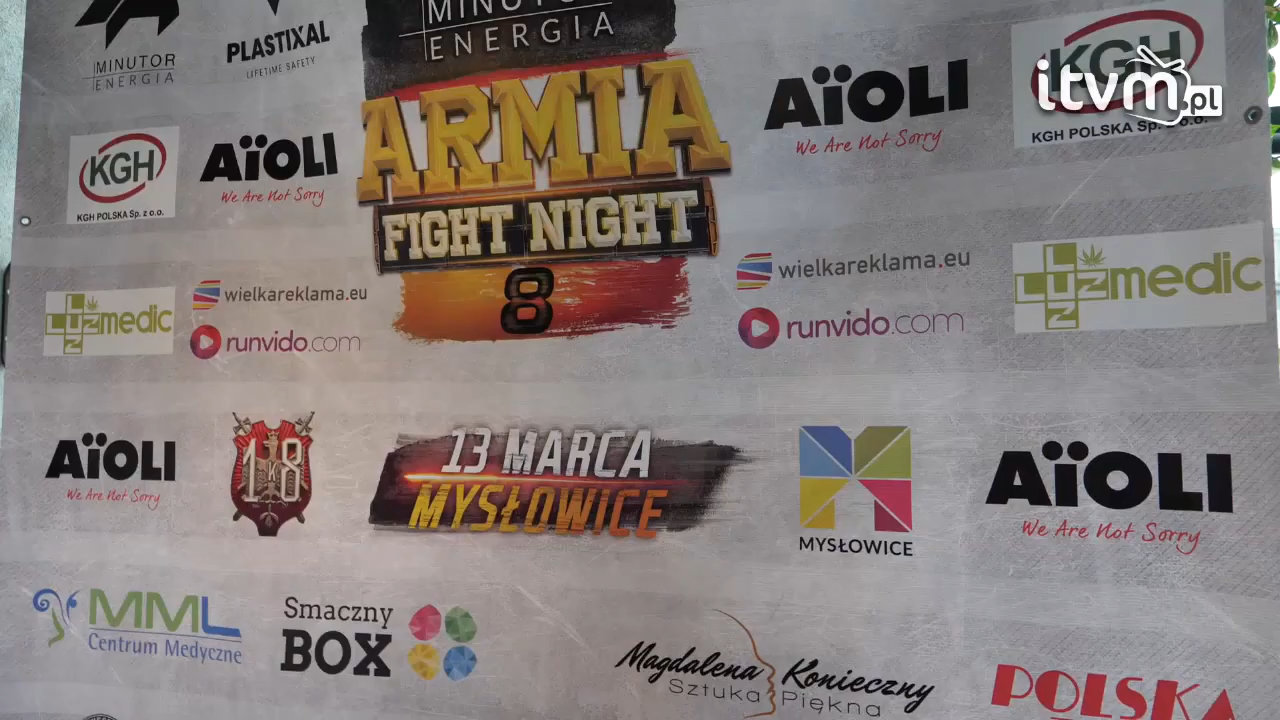 MINUTOR
ENERGIA
PLASTIXAL
LIFETIME SAFETY
MINUTOR
ENERGIA
ARMIA
FIGHT NIGHT
8
AÏOLI
We Are Not Sorry
KGH
KGH POLSKA Sp. z o.o.
itvm.pl
KGH
KGH POLSKA Sp. z o.o.
AÏOLI
We Are Not Sorry
LUZ
LUZmedic
wielkareklama.eu
runvido.com
wielkareklama.eu
runvido.com
LUZ
LUZmedic
AÏOLI
We Are Not Sorry
1K8
13 MARCA
MYSŁOWICE
MYSŁOWICE
AÏOLI
We Are Not Sorry
MML
Centrum Medyczne
Smaczny
BOX
Magdalena Konieczny
Sztuka Piękna
POLSKA